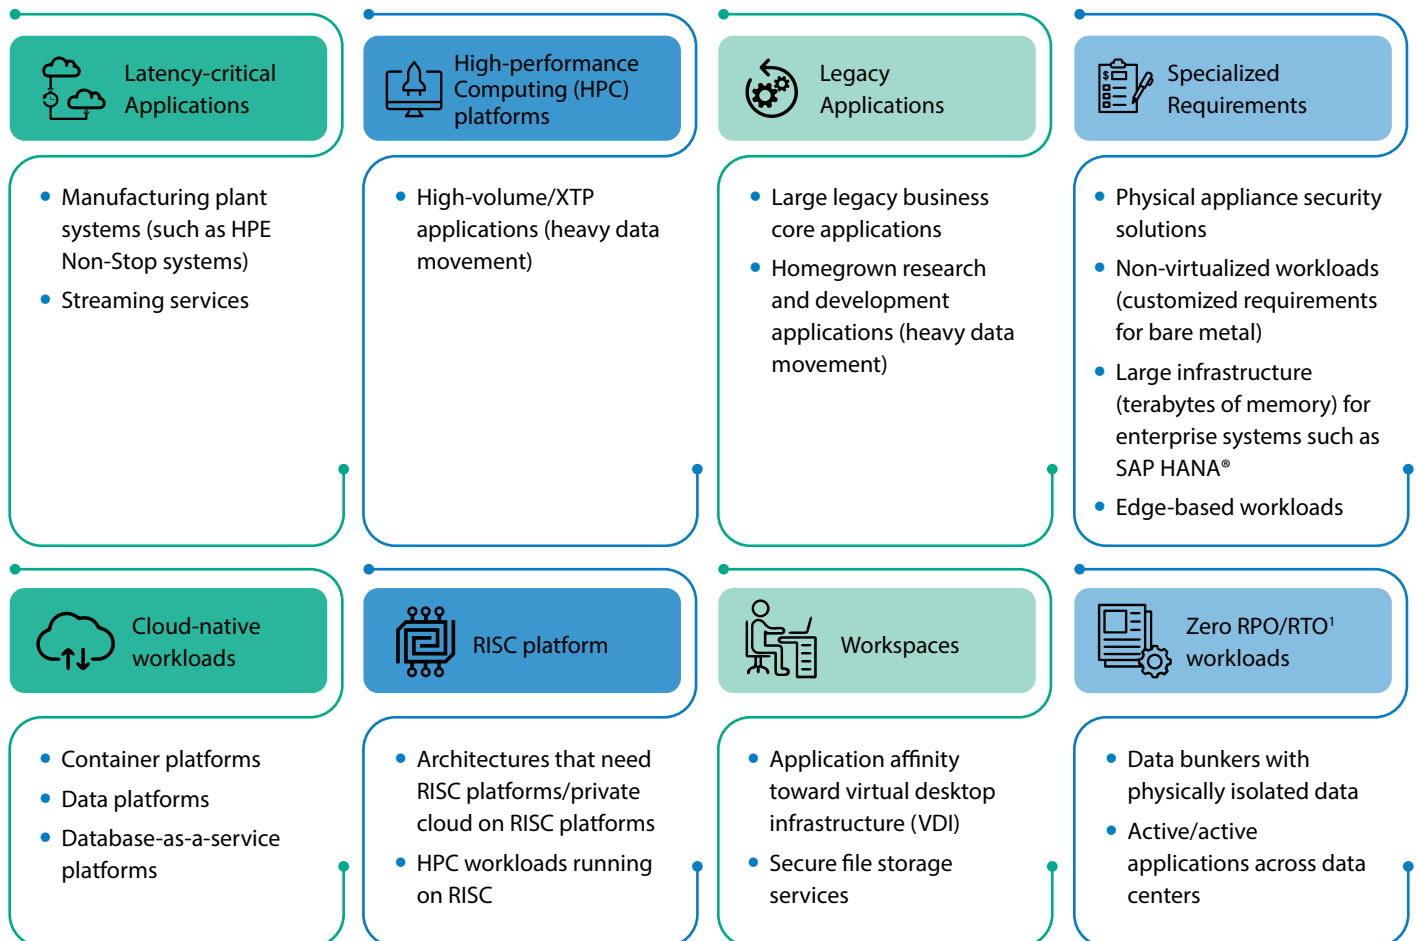 Latency-critical
Applications
• Manufacturing plant
systems (such as HPE
Non-Stop systems)
• Streaming services
High-performance
Computing (HPC)
platforms
• High-volume/XTP
applications (heavy data
movement)
Legacy
Applications
• Large legacy business
core applications
• Homegrown research
and development
applications (heavy data
movement)
Specialized
Requirements
• Physical appliance security
solutions
• Non-virtualized workloads
(customized requirements
for bare metal)
• Large infrastructure
(terabytes of memory) for
enterprise systems such as
SAP HANA®
• Edge-based workloads
Cloud-native
workloads
• Container platforms
• Data platforms
• Database-as-a-service
platforms
RISC platform
• Architectures that need
RISC platforms/private
cloud on RISC platforms
• HPC workloads running
on RISC
Workspaces
• Application affinity
toward virtual desktop
infrastructure (VDI)
• Secure file storage
services
Zero RPO/RTO¹
workloads
• Data bunkers with
physically isolated data
• Active/active
applications across data
centers